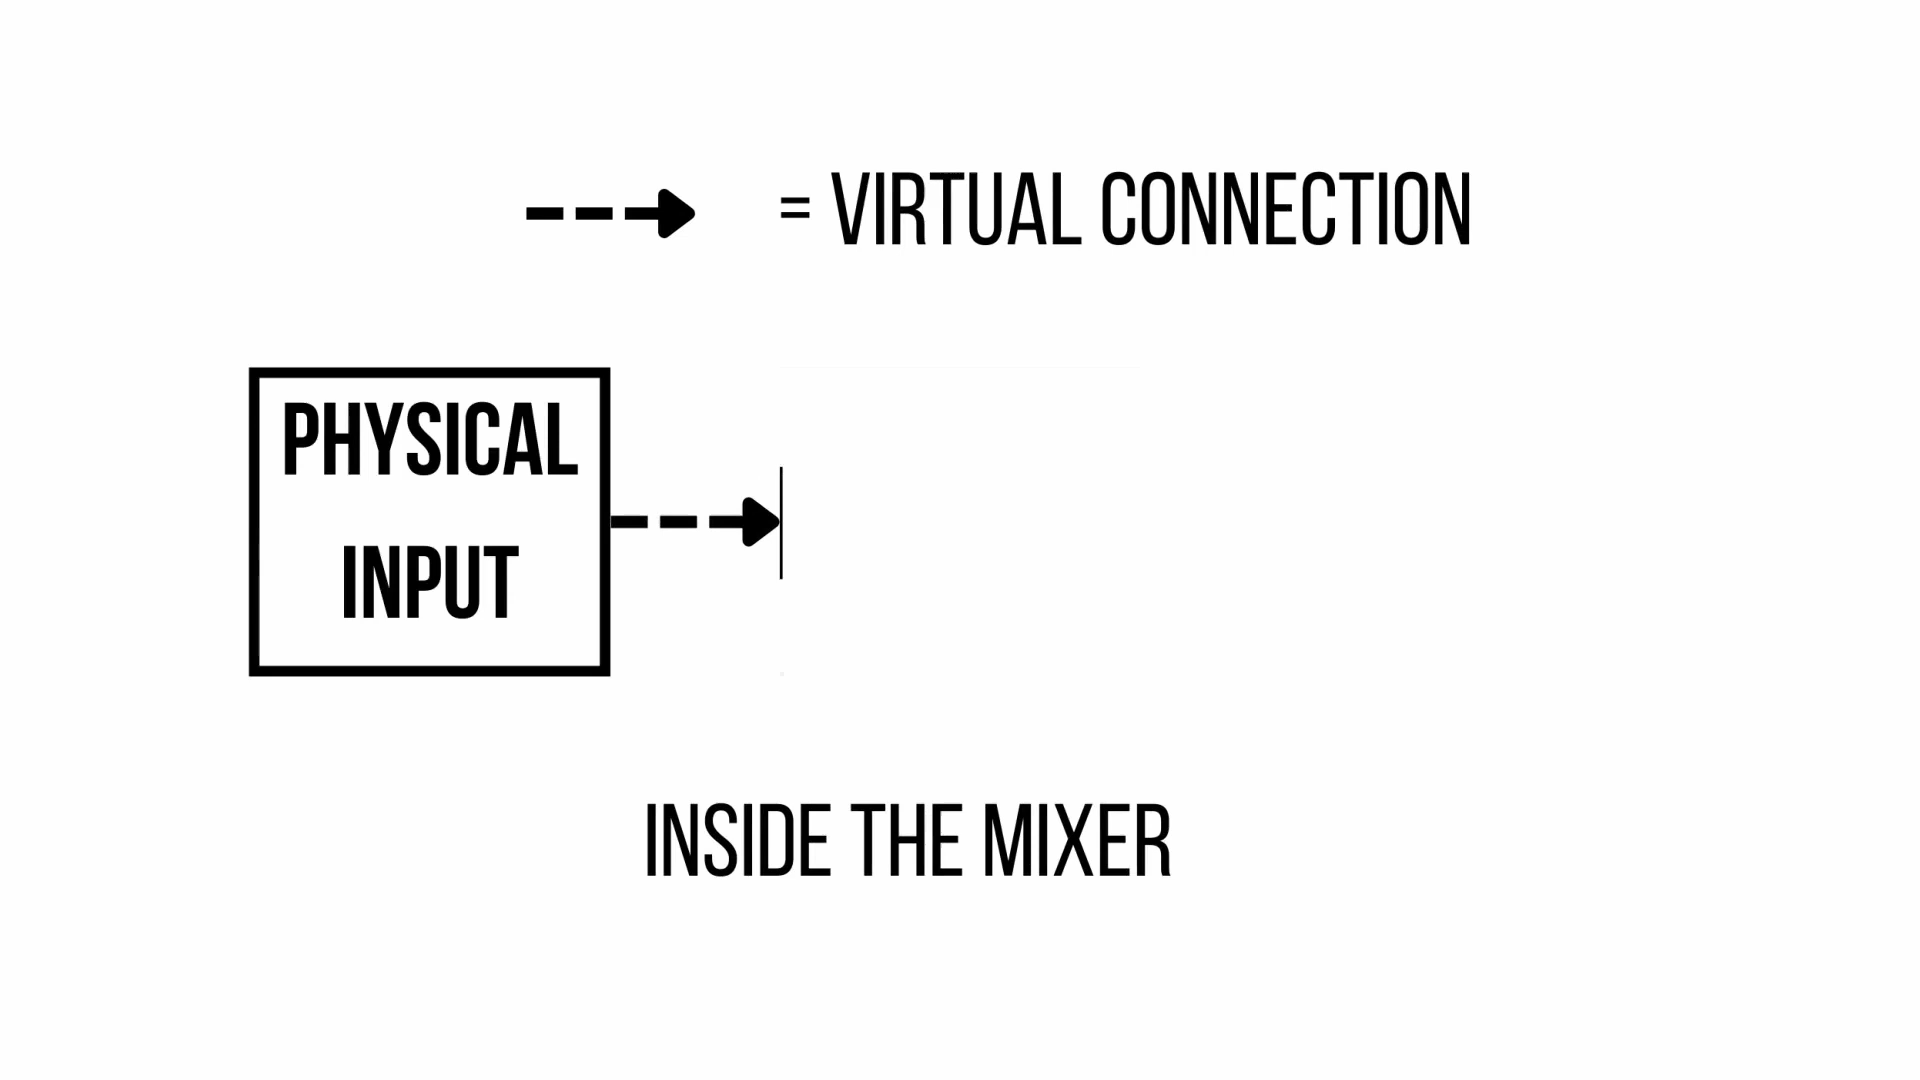 = VIRTUAL CONNECTION
PHYSICAL
INPUT
INSIDE THE MIXER